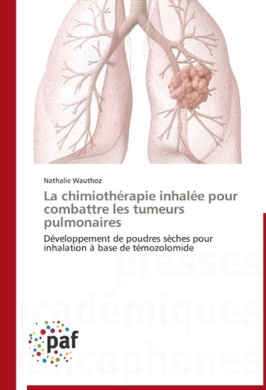 Nathalie Wauthoz
La chimiothérapie inhalée pour
combattre les tumeurs
pulmonaires
Développement de poudres sèches pour
inhalation à base de témozolomide
presses
académiques
francophones
paf